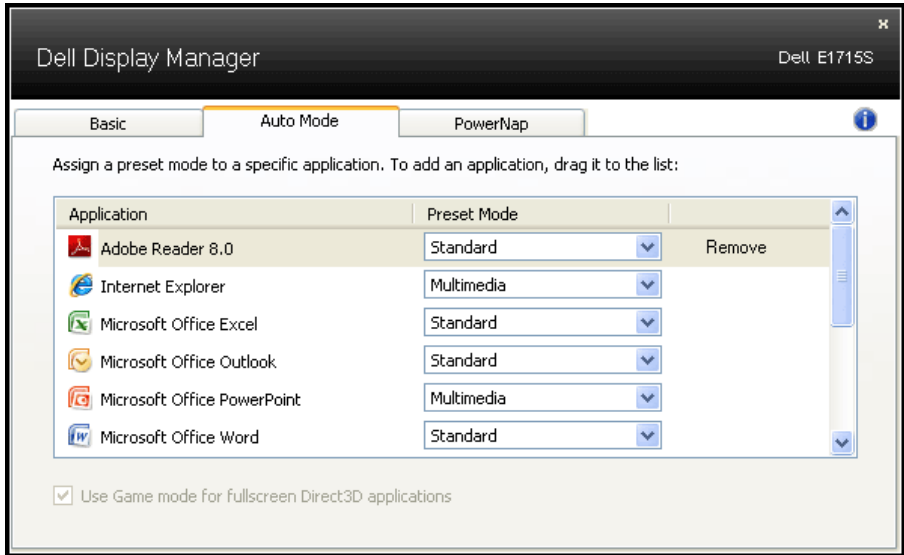 x
Dell Display Manager
Dell E1715S
Basic Auto Mode PowerNap i
Assign a preset mode to a specific application. To add an application, drag it to the list:
Application Preset Mode
Adobe Reader 8.0 Standard Remove
Internet Explorer Multimedia
Microsoft Office Excel Standard
Microsoft Office Outlook Standard
Microsoft Office PowerPoint Multimedia
Microsoft Office Word Standard
Use Game mode for fullscreen Direct3D applications